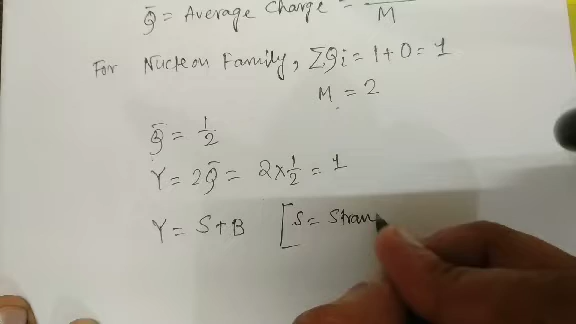 Q̄ = Average Charge = —
M
For Nucleon Family, ΣQi = 1 + 0 = 1
M = 2
Q̄ = 1/2
Y = 2Q̄ = 2 × 1/2 = 1
Y = S + B [S = Stran